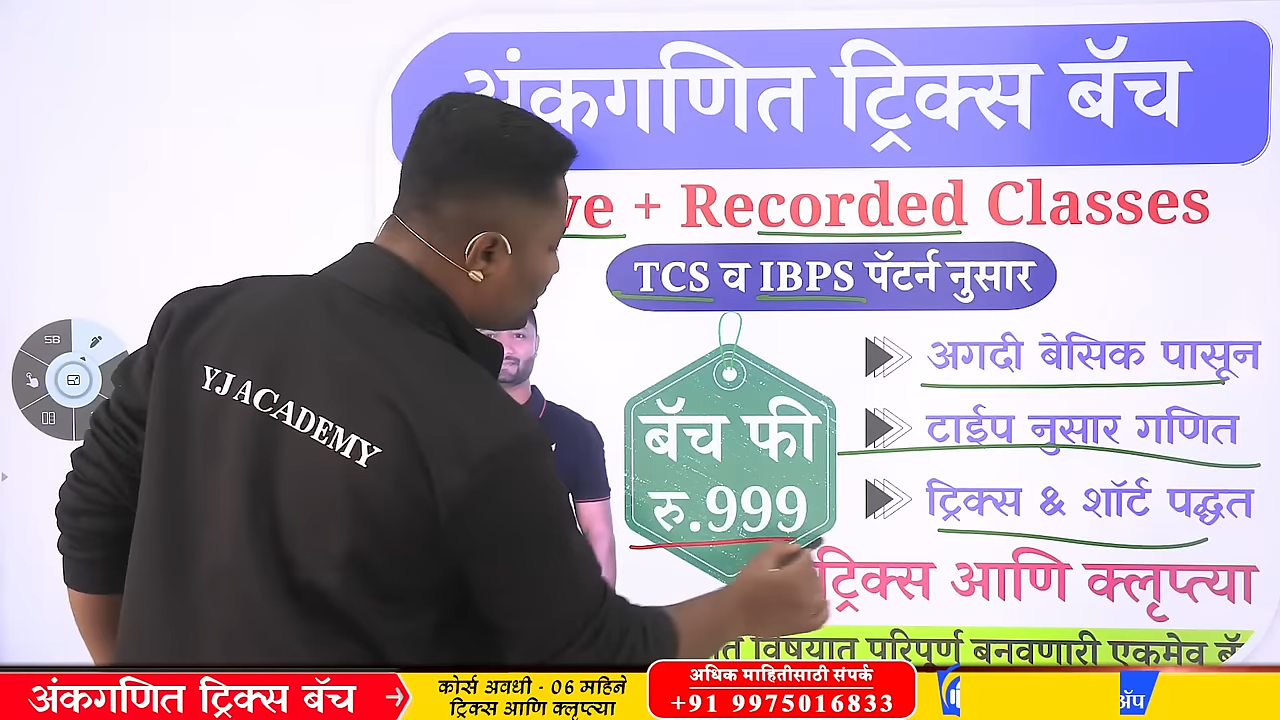 अंकगणित ट्रिक्स बॅच
+ Recorded Classes
TCS व IBPS पॅटर्न नुसार
अगदी बेसिक पासून
टाईप नुसार गणित
ट्रिक्स & शॉर्ट पद्धत
बॅच फी
रु.999
ट्रिक्स आणि क्लृप्त्या
विषयात परिपूर्ण बनवणारी एकमेव
YJ ACADEMY
SB
अंकगणित ट्रिक्स बॅच
कोर्स अवधी - 06 महिने
ट्रिक्स आणि क्लृप्त्या
अधिक माहितीसाठी संपर्क
+91 9975016833
ॲप